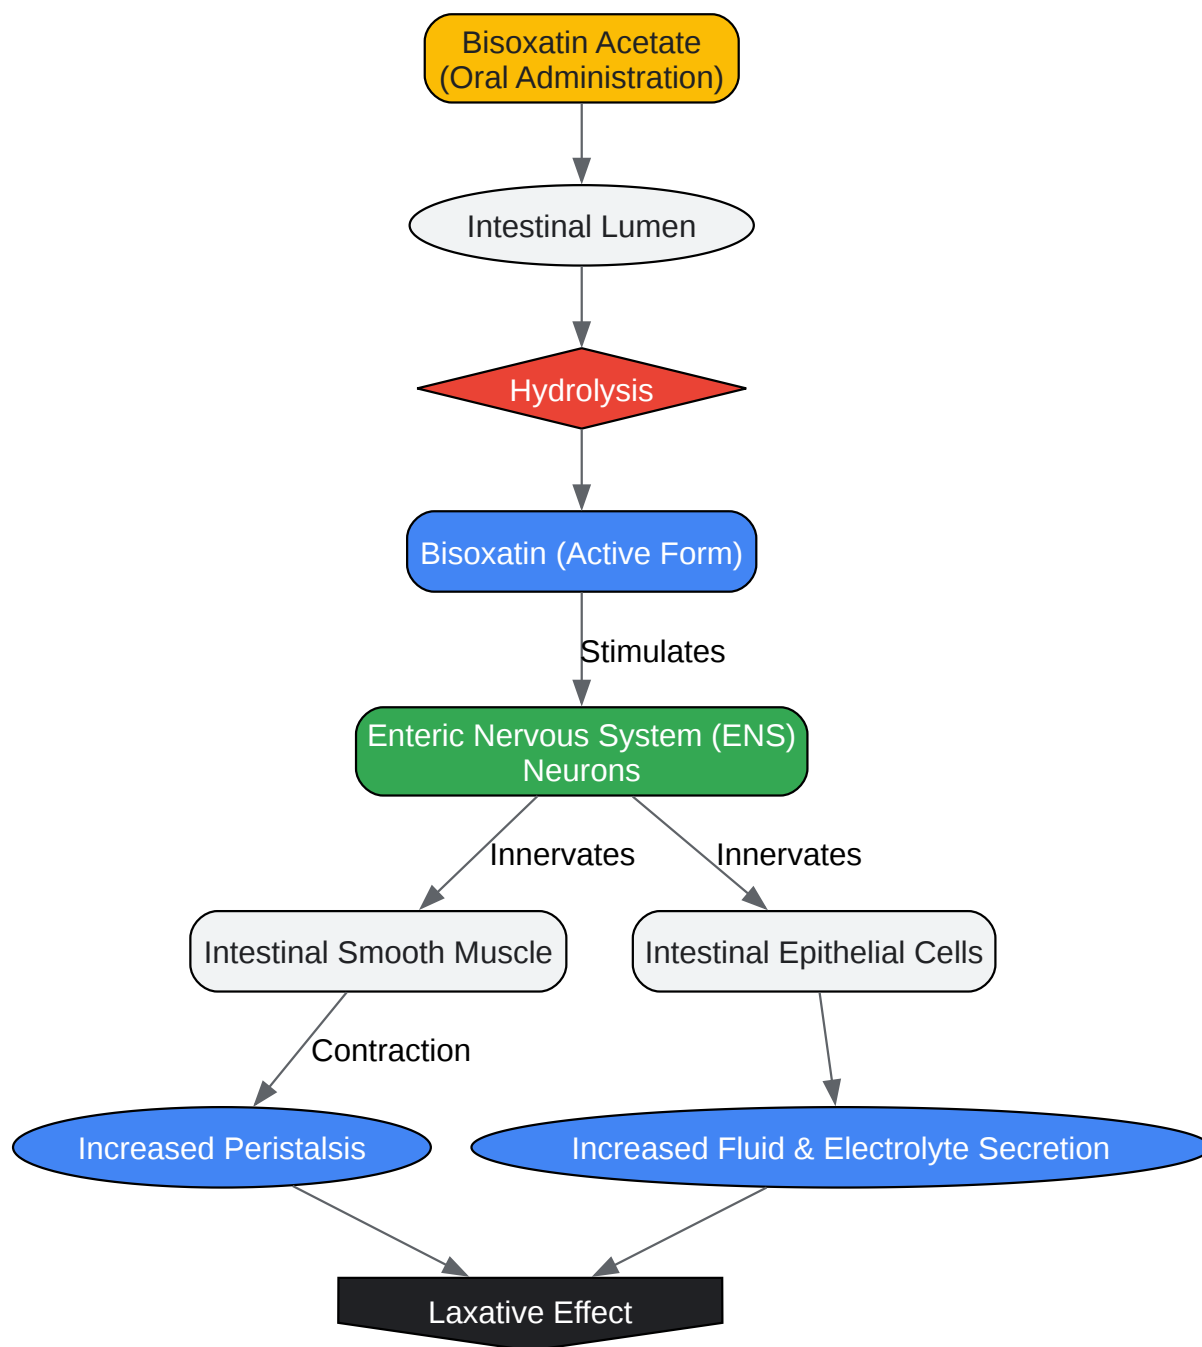 Bisoxatin Acetate
(Oral Administration)
Intestinal Lumen
Hydrolysis
Bisoxatin (Active Form)
Stimulates
Enteric Nervous System (ENS)
Neurons
Innervates
Innervates
Intestinal Smooth Muscle
Intestinal Epithelial Cells
Contraction
Increased Peristalsis
Increased Fluid & Electrolyte Secretion
Laxative Effect